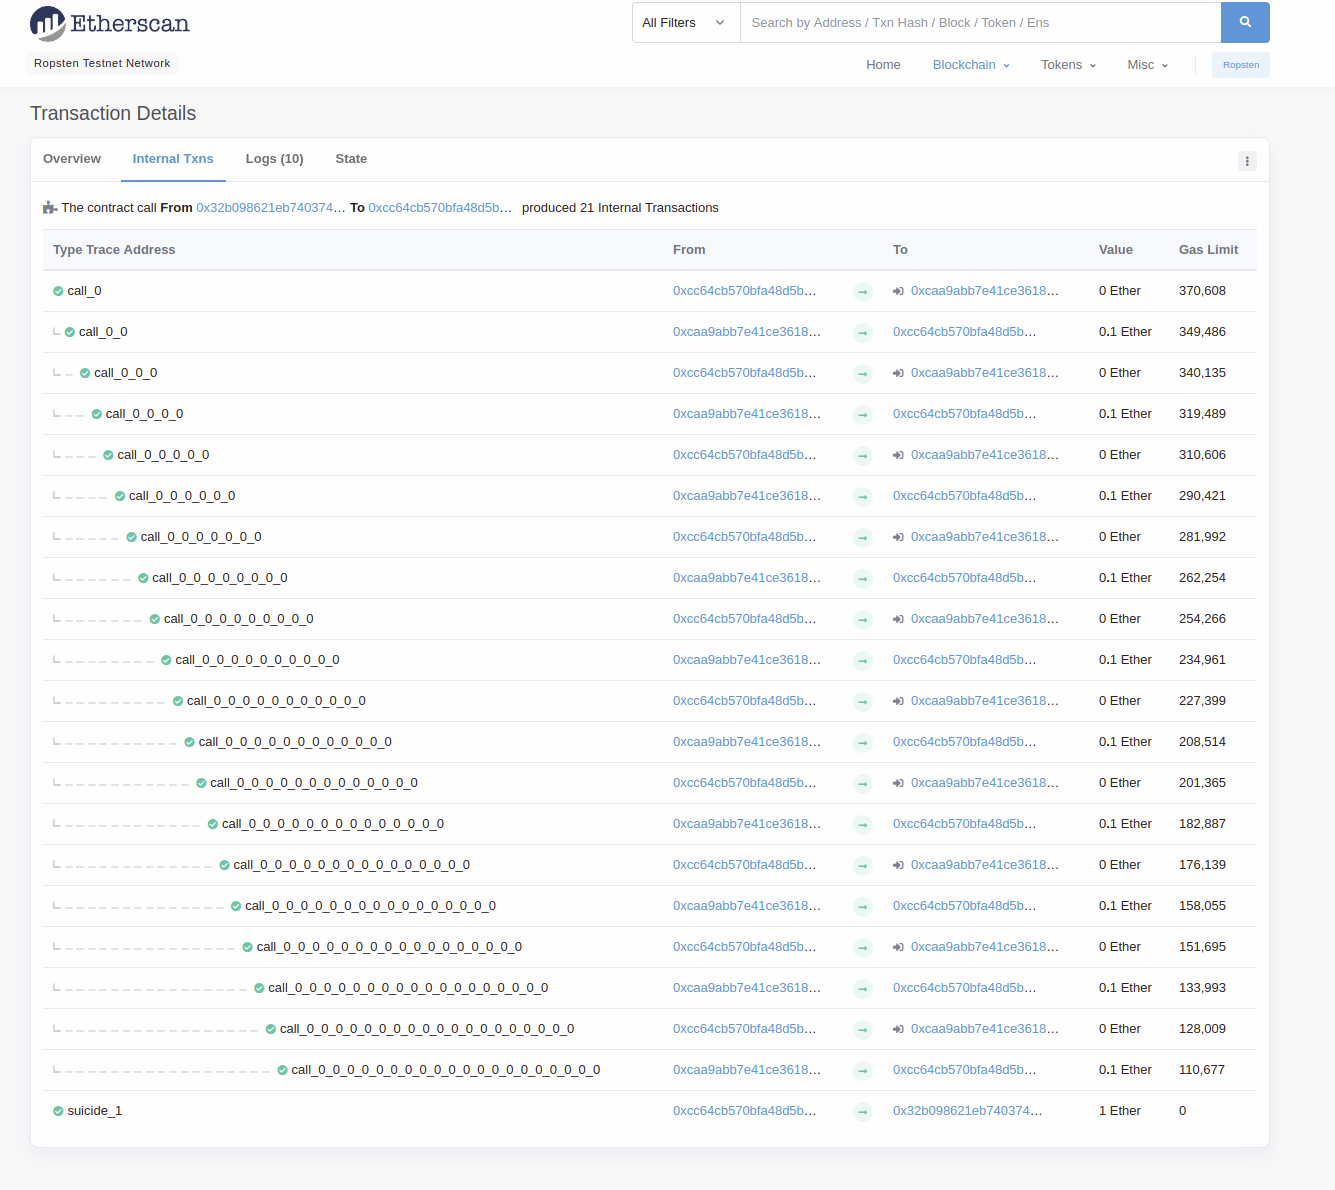 Etherscan
All Filters Search by Address / Txn Hash / Block / Token / Ens
Ropsten Testnet Network
Home Blockchain Tokens Misc Ropsten
Transaction Details
Overview Internal Txns Logs (10) State
The contract call From 0x32b098621eb740374… To 0xcc64cb570bfa48d5b… produced 21 Internal Transactions
Type Trace Address From To Value Gas Limit
call_0 0xcc64cb570bfa48d5b… 0xcaa9abb7e41ce3618… 0 Ether 370,608
call_0_0 0xcaa9abb7e41ce3618… 0xcc64cb570bfa48d5b… 0.1 Ether 349,486
call_0_0_0 0xcc64cb570bfa48d5b… 0xcaa9abb7e41ce3618… 0 Ether 340,135
call_0_0_0_0 0xcaa9abb7e41ce3618… 0xcc64cb570bfa48d5b… 0.1 Ether 319,489
call_0_0_0_0_0 0xcc64cb570bfa48d5b… 0xcaa9abb7e41ce3618… 0 Ether 310,606
call_0_0_0_0_0_0 0xcaa9abb7e41ce3618… 0xcc64cb570bfa48d5b… 0.1 Ether 290,421
call_0_0_0_0_0_0_0 0xcc64cb570bfa48d5b… 0xcaa9abb7e41ce3618… 0 Ether 281,992
call_0_0_0_0_0_0_0_0 0xcaa9abb7e41ce3618… 0xcc64cb570bfa48d5b… 0.1 Ether 262,254
call_0_0_0_0_0_0_0_0_0 0xcc64cb570bfa48d5b… 0xcaa9abb7e41ce3618… 0 Ether 254,266
call_0_0_0_0_0_0_0_0_0_0 0xcaa9abb7e41ce3618… 0xcc64cb570bfa48d5b… 0.1 Ether 234,961
call_0_0_0_0_0_0_0_0_0_0_0 0xcc64cb570bfa48d5b… 0xcaa9abb7e41ce3618… 0 Ether 227,399
call_0_0_0_0_0_0_0_0_0_0_0_0 0xcaa9abb7e41ce3618… 0xcc64cb570bfa48d5b… 0.1 Ether 208,514
call_0_0_0_0_0_0_0_0_0_0_0_0_0 0xcc64cb570bfa48d5b… 0xcaa9abb7e41ce3618… 0 Ether 201,365
call_0_0_0_0_0_0_0_0_0_0_0_0_0_0 0xcaa9abb7e41ce3618… 0xcc64cb570bfa48d5b… 0.1 Ether 182,887
call_0_0_0_0_0_0_0_0_0_0_0_0_0_0_0 0xcc64cb570bfa48d5b… 0xcaa9abb7e41ce3618… 0 Ether 176,139
call_0_0_0_0_0_0_0_0_0_0_0_0_0_0_0_0 0xcaa9abb7e41ce3618… 0xcc64cb570bfa48d5b… 0.1 Ether 158,055
call_0_0_0_0_0_0_0_0_0_0_0_0_0_0_0_0_0 0xcc64cb570bfa48d5b… 0xcaa9abb7e41ce3618… 0 Ether 151,695
call_0_0_0_0_0_0_0_0_0_0_0_0_0_0_0_0_0_0 0xcaa9abb7e41ce3618… 0xcc64cb570bfa48d5b… 0.1 Ether 133,993
call_0_0_0_0_0_0_0_0_0_0_0_0_0_0_0_0_0_0_0 0xcc64cb570bfa48d5b… 0xcaa9abb7e41ce3618… 0 Ether 128,009
call_0_0_0_0_0_0_0_0_0_0_0_0_0_0_0_0_0_0_0_0 0xcaa9abb7e41ce3618… 0xcc64cb570bfa48d5b… 0.1 Ether 110,677
suicide_1 0xcc64cb570bfa48d5b… 0x32b098621eb740374… 1 Ether 0